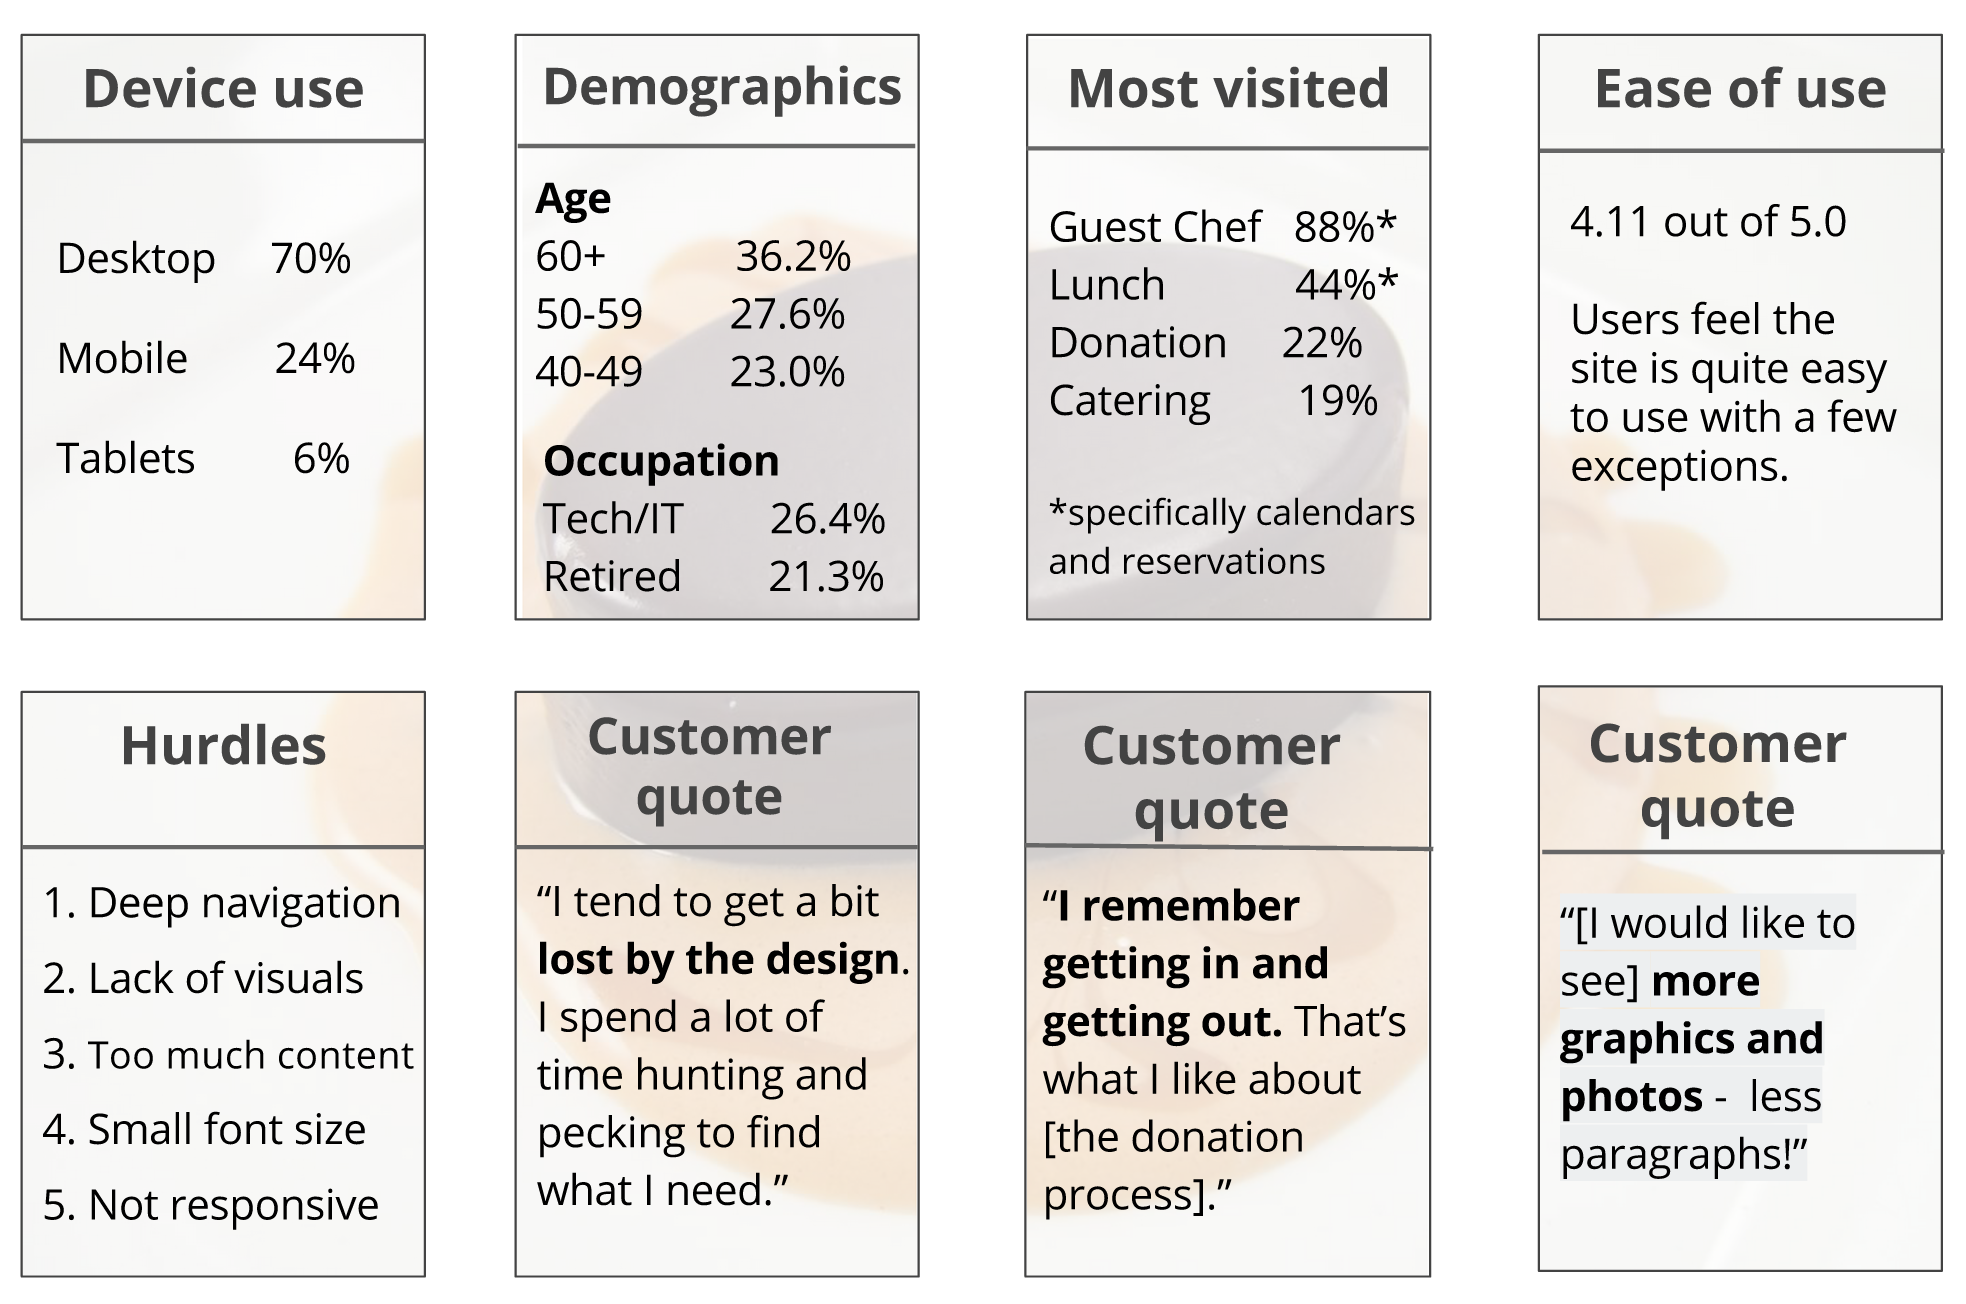 Device use
Desktop 70%
Mobile 24%
Tablets 6%
Demographics
Age
60+ 36.2%
50-59 27.6%
40-49 23.0%
Occupation
Tech/IT 26.4%
Retired 21.3%
Most visited
Guest Chef 88%*
Lunch 44%*
Donation 22%
Catering 19%
*specifically calendars
and reservations
Ease of use
4.11 out of 5.0
Users feel the
site is quite easy
to use with a few
exceptions.
Hurdles
1. Deep navigation
2. Lack of visuals
3. Too much content
4. Small font size
5. Not responsive
Customer
quote
“I tend to get a bit
lost by the design.
I spend a lot of
time hunting and
pecking to find
what I need.”
Customer
quote
“I remember
getting in and
getting out. That’s
what I like about
[the donation
process].”
Customer
quote
“[I would like to
see] more
graphics and
photos - less
paragraphs!”